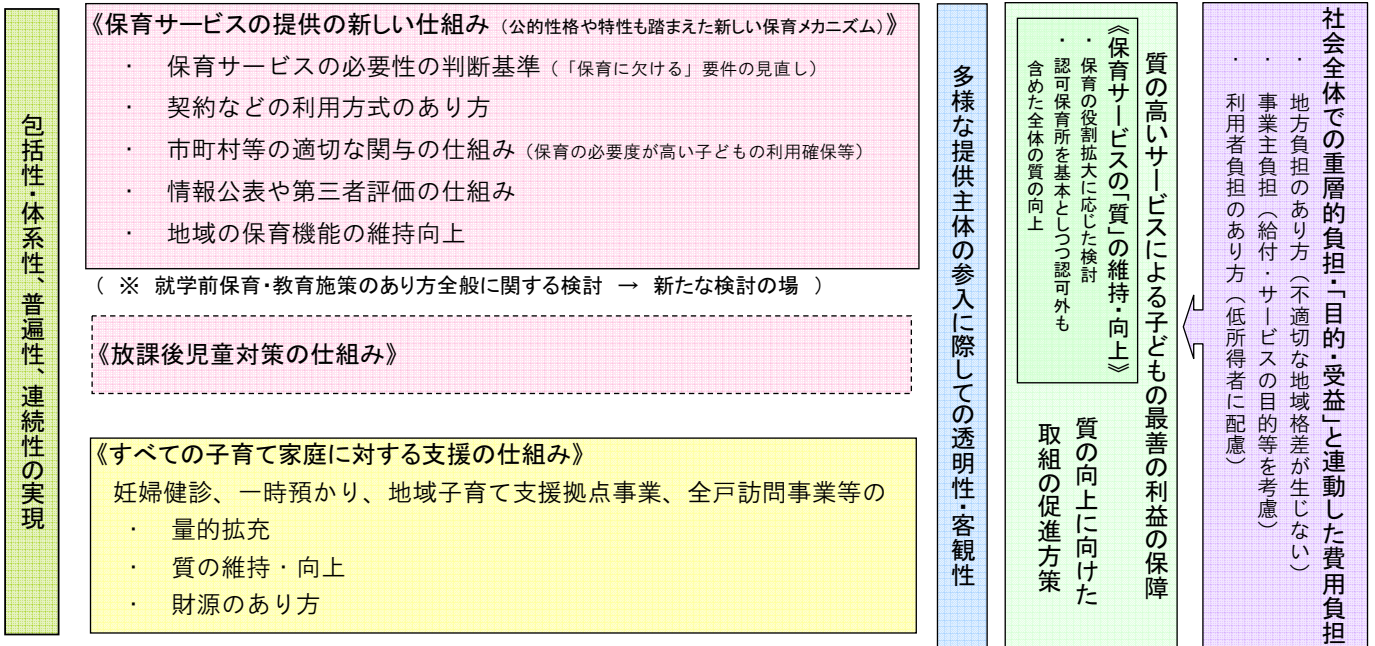 包括性・体系性、普遍性、連続性の実現
《保育サービスの提供の新しい仕組み（公的性格や特性も踏まえた新しい保育メカニズム）》
・　保育サービスの必要性の判断基準（「保育に欠ける」要件の見直し）
・　契約などの利用方式のあり方
・　市町村等の適切な関与の仕組み（保育の必要度が高い子どもの利用確保等）
・　情報公表や第三者評価の仕組み
・　地域の保育機能の維持向上
（ ※ 就学前保育・教育施策のあり方全般に関する検討 → 新たな検討の場 ）
《放課後児童対策の仕組み》
《すべての子育て家庭に対する支援の仕組み》
妊婦健診、一時預かり、地域子育て支援拠点事業、全戸訪問事業等の
・　量的拡充
・　質の維持・向上
・　財源のあり方
多様な提供主体の参入に際しての透明性・客観性
質の高いサービスによる子どもの最善の利益の保障
《保育サービスの「質」の維持・向上》
・保育の役割拡大に応じた検討
・認可保育所を基本としつつ認可外も
含めた全体の質の向上
質の向上に向けた
取組の促進方策
社会全体での重層的負担・「目的・受益」と連動した費用負担
・　地方負担のあり方（不適切な地域格差が生じない）
・　事業主負担（給付・サービスの目的等を考慮）
・　利用者負担のあり方（低所得者に配慮）